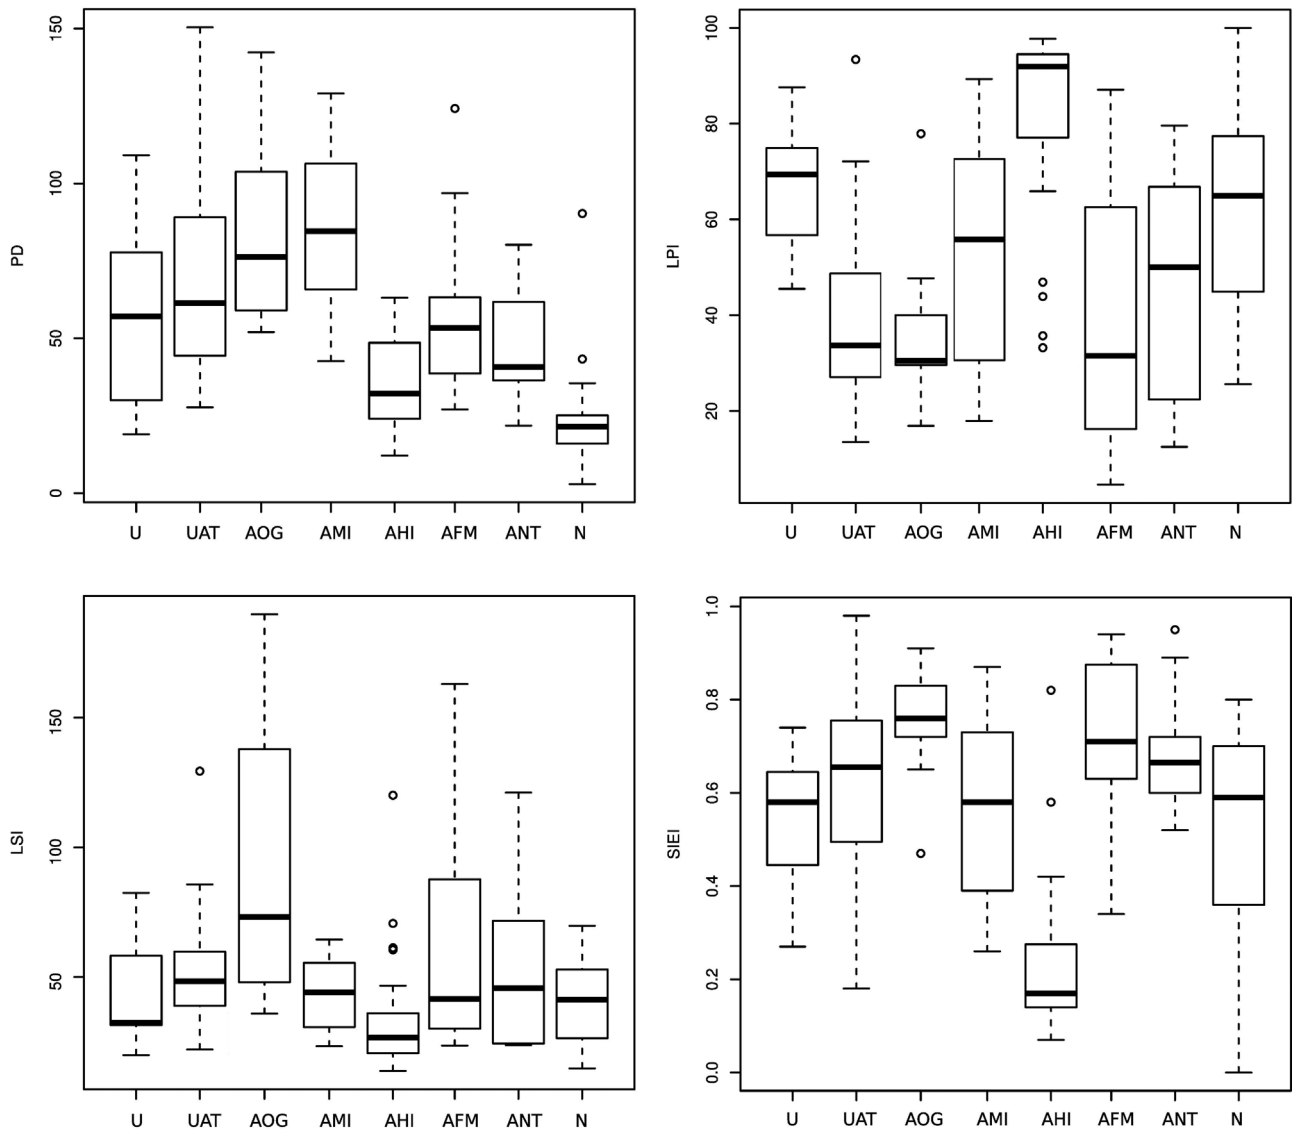 PD
150
100
50
0
U UAT AOG AMI AHI AFM ANT N
LPI
100
80
60
40
20
U UAT AOG AMI AHI AFM ANT N
LSI
150
100
50
U UAT AOG AMI AHI AFM ANT N
SIEI
1.0
0.8
0.6
0.4
0.2
0.0
U UAT AOG AMI AHI AFM ANT N